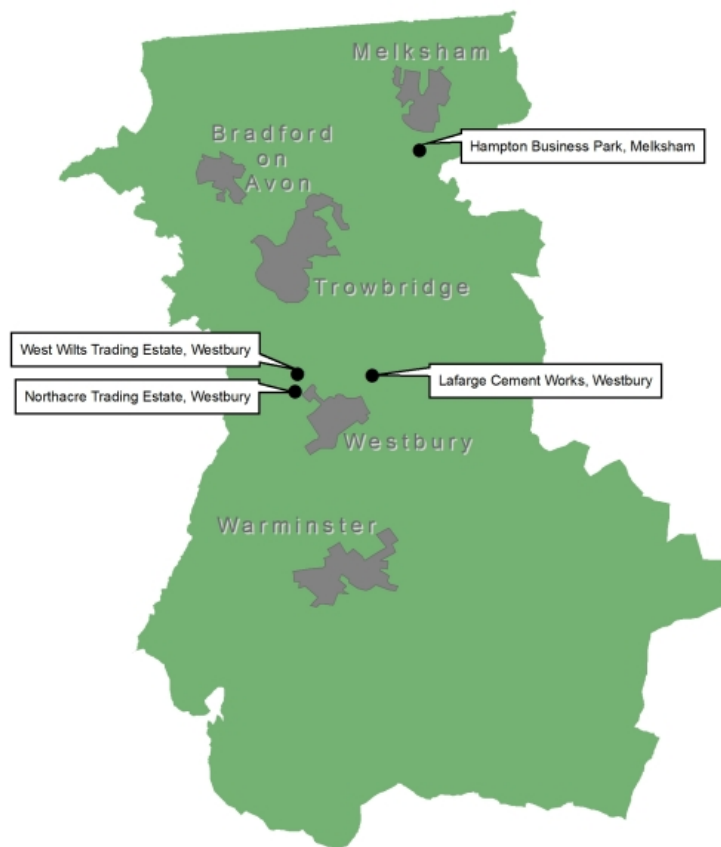 Melksham
Hampton Business Park, Melksham
Bradford
on
Avon
Trowbridge
West Wilts Trading Estate, Westbury
Lafarge Cement Works, Westbury
Northacre Trading Estate, Westbury
Westbury
Warminster